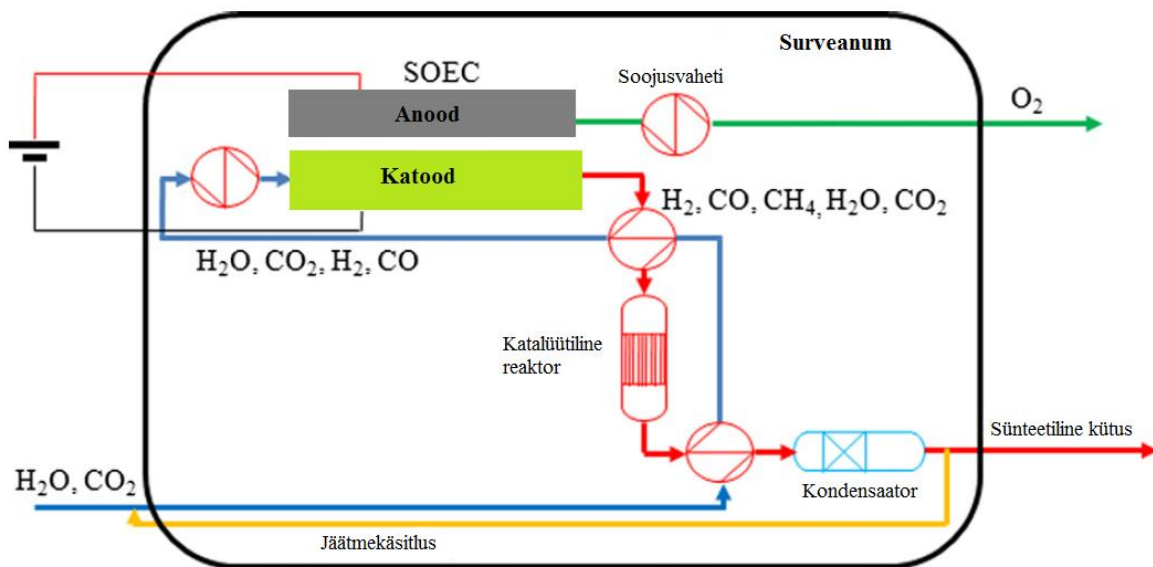 Surveanum
SOEC
Soojusvaheti
Anood
O₂
Katood
H₂, CO, CH₄, H₂O, CO₂
H₂O, CO₂, H₂, CO
Katalüütiline
reaktor
Sünteetiline kütus
H₂O, CO₂
Kondensaator
Jäätmekäsitlus